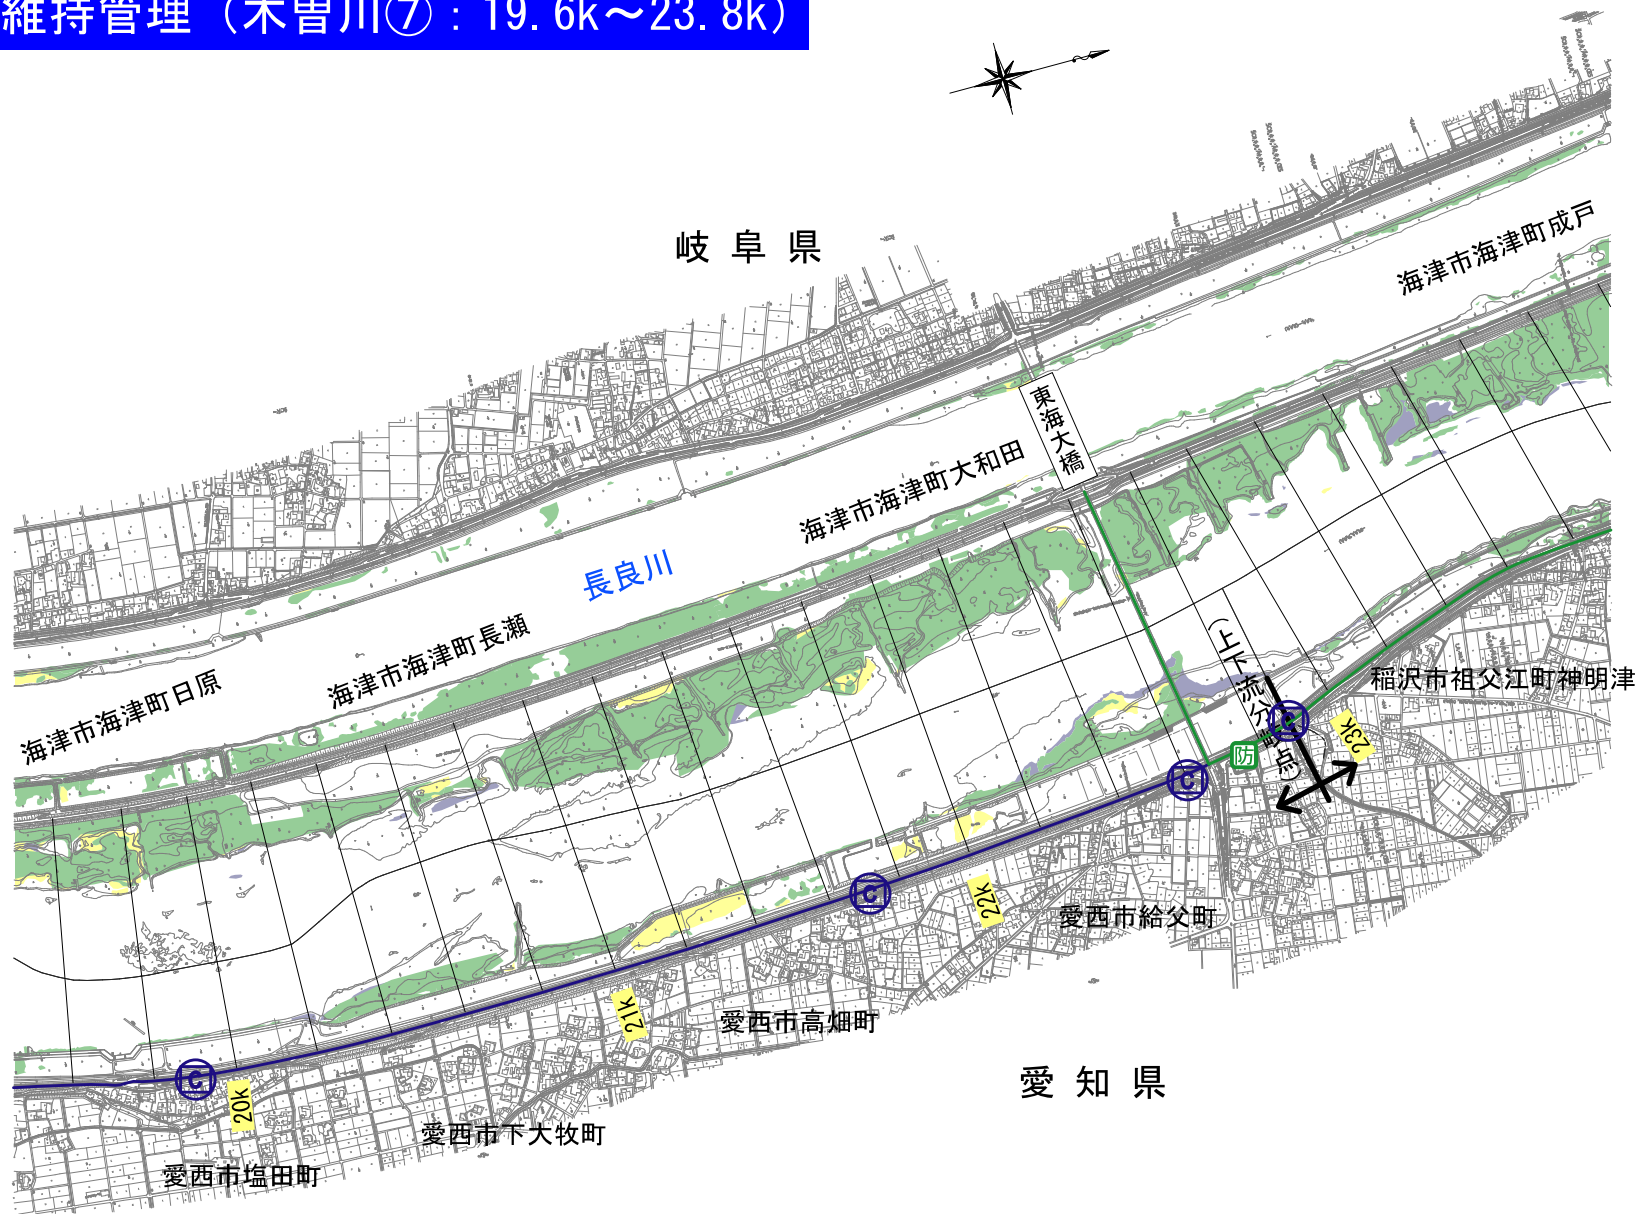 維持管理（木曽川⑦：19.6k～23.8k）
岐阜県
海津市海津町成戸
東海大橋
海津市海津町大和田
長良川
海津市海津町長瀬
海津市海津町日原
(上下流分割点)
稲沢市祖父江町神明津
C
防
23k
C
C
22k
愛西市給父町
21k
愛西市高畑町
愛知県
C
20k
愛西市下大牧町
愛西市塩田町